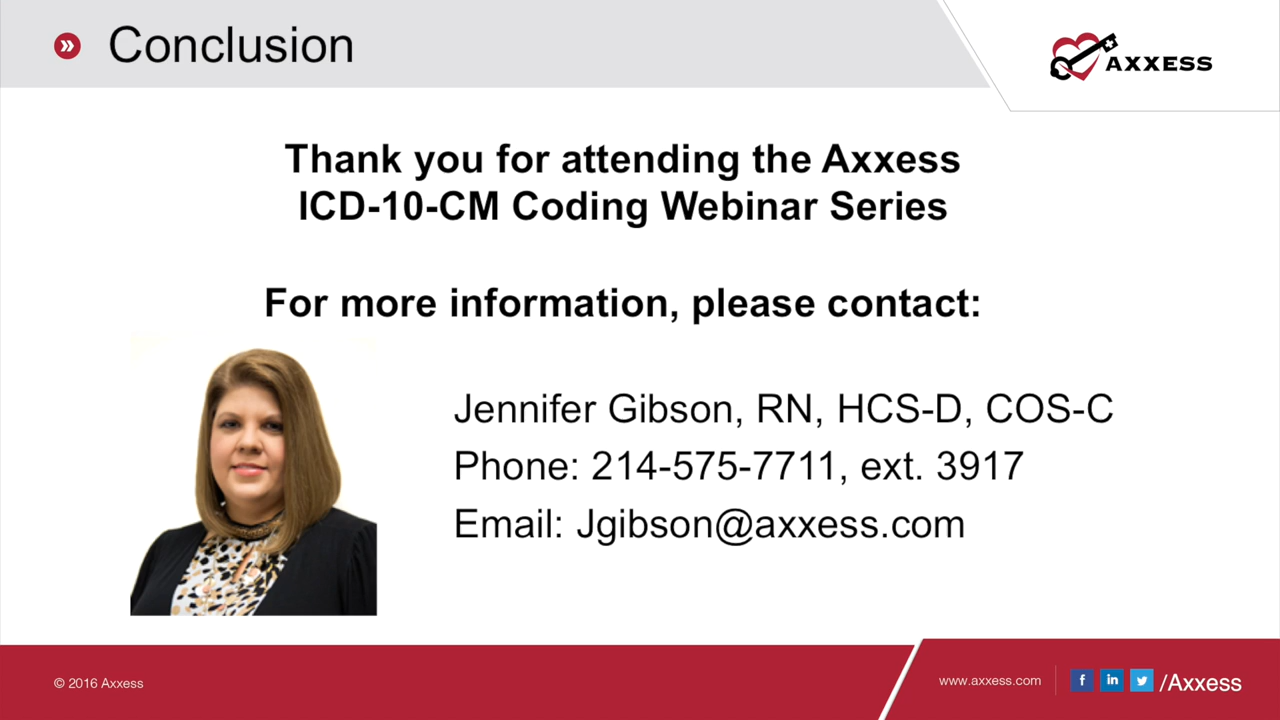 Conclusion
AXXESS
Thank you for attending the Axxess
ICD-10-CM Coding Webinar Series
For more information, please contact:
Jennifer Gibson, RN, HCS-D, COS-C
Phone: 214-575-7711, ext. 3917
Email: Jgibson@axxess.com
© 2016 Axxess
www.axxess.com f in /Axxess